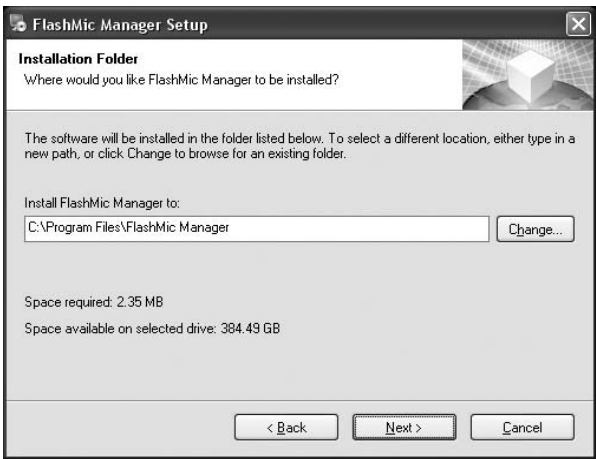 FlashMic Manager Setup
Installation Folder
Where would you like FlashMic Manager to be installed?
The software will be installed in the folder listed below. To select a different location, either type in a
new path, or click Change to browse for an existing folder.
Install FlashMic Manager to:
C:\Program Files\FlashMic Manager
Change...
Space required: 2.35 MB
Space available on selected drive: 384.49 GB
< Back
Next >
Cancel